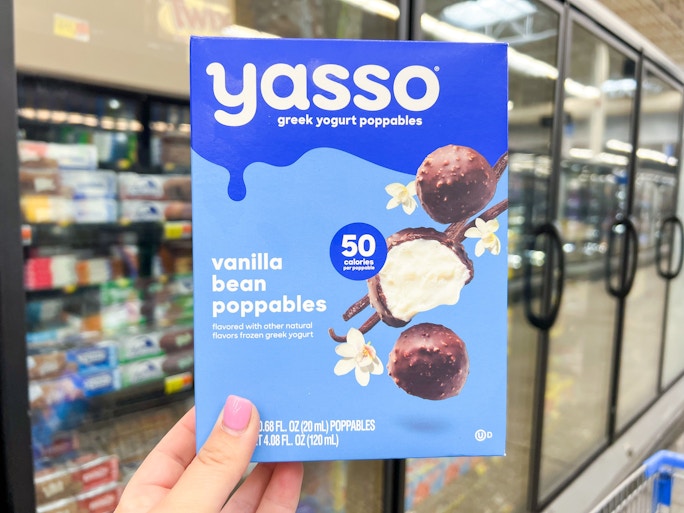 yasso®
greek yogurt poppables
50
calories
per poppable
vanilla
bean
poppables
flavored with other natural
flavors frozen greek yogurt
0.68 FL. OZ (20 mL) POPPABLES
4.08 FL. OZ (120 mL)
U D